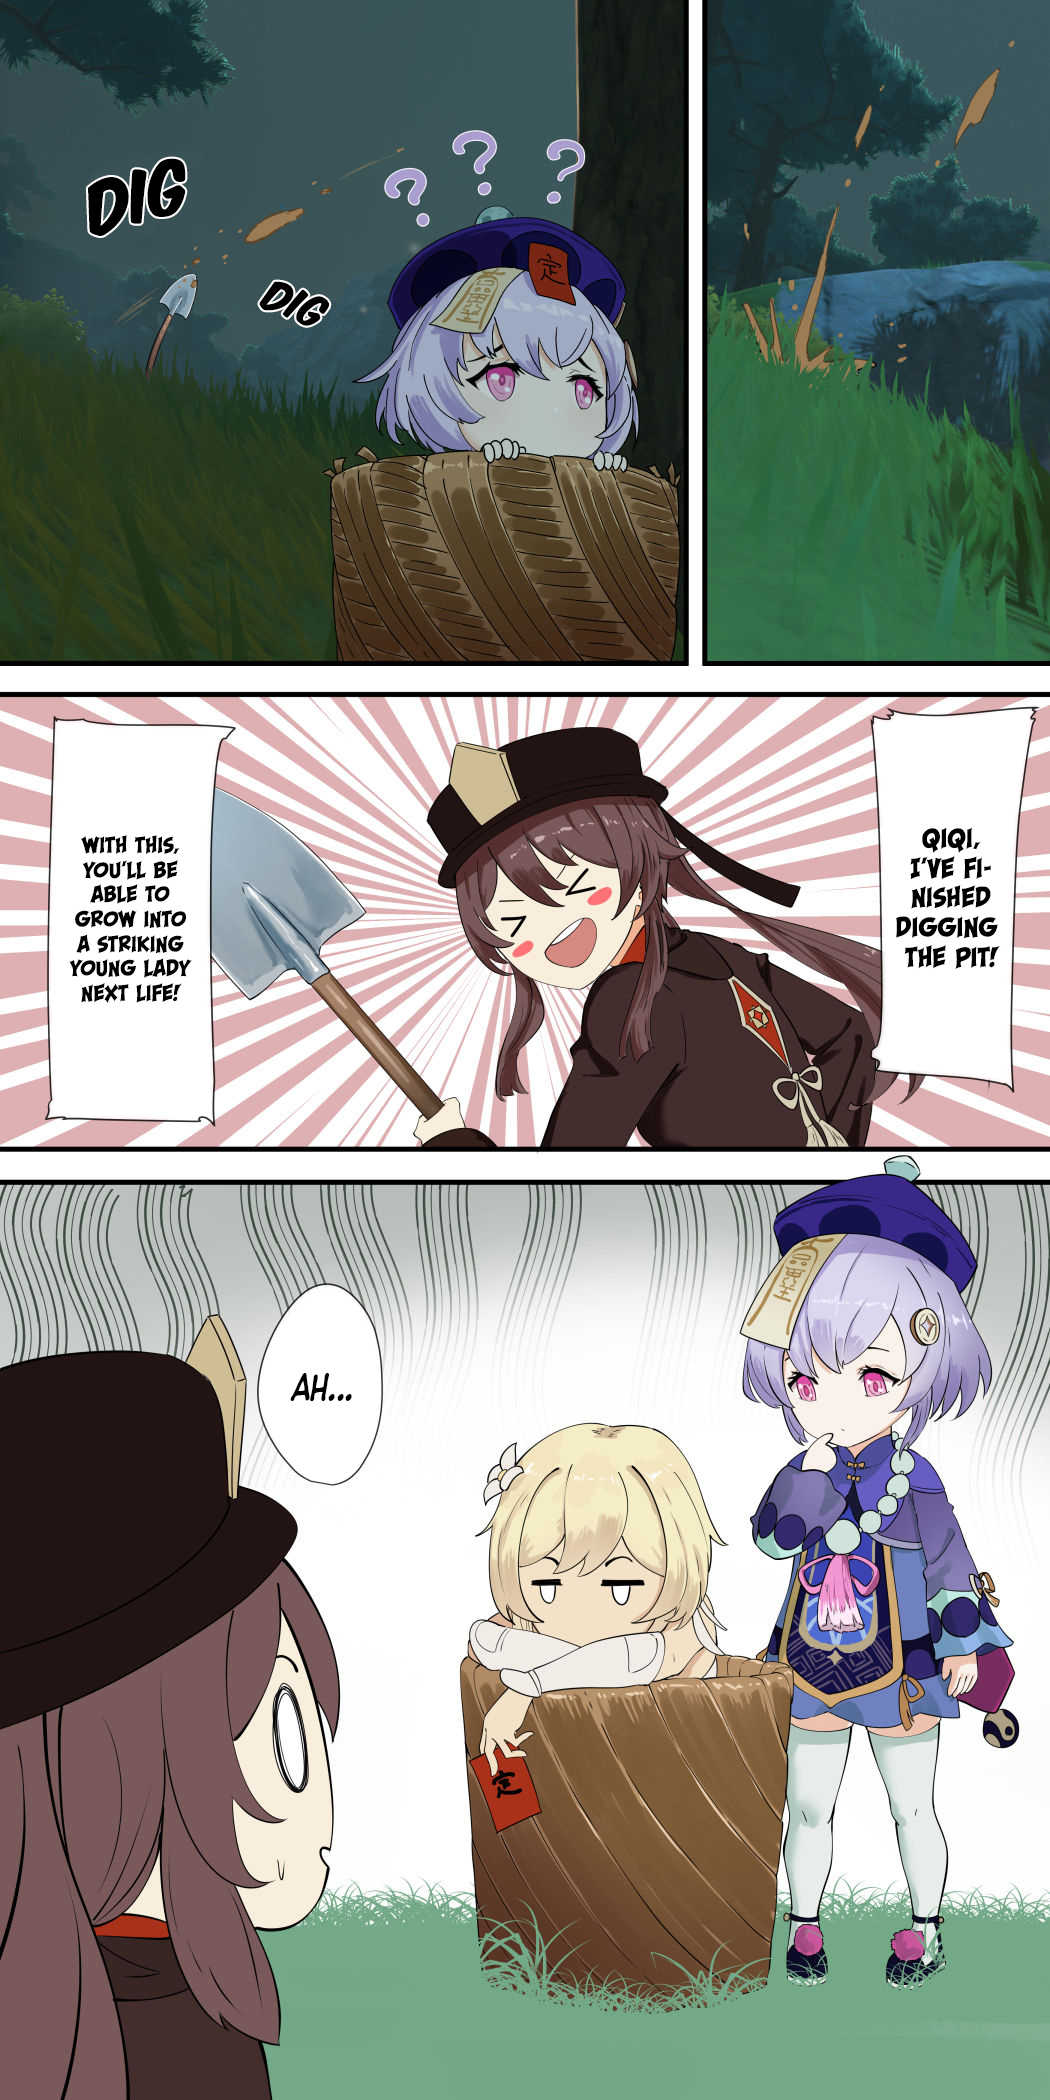 DIG
DIG
? ? ?
定
QIQI,
I'VE FI-
NISHED
DIGGING
THE PIT!
WITH THIS,
YOU'LL BE
ABLE TO
GROW INTO
A STRIKING
YOUNG LADY
NEXT LIFE!
AH...
定